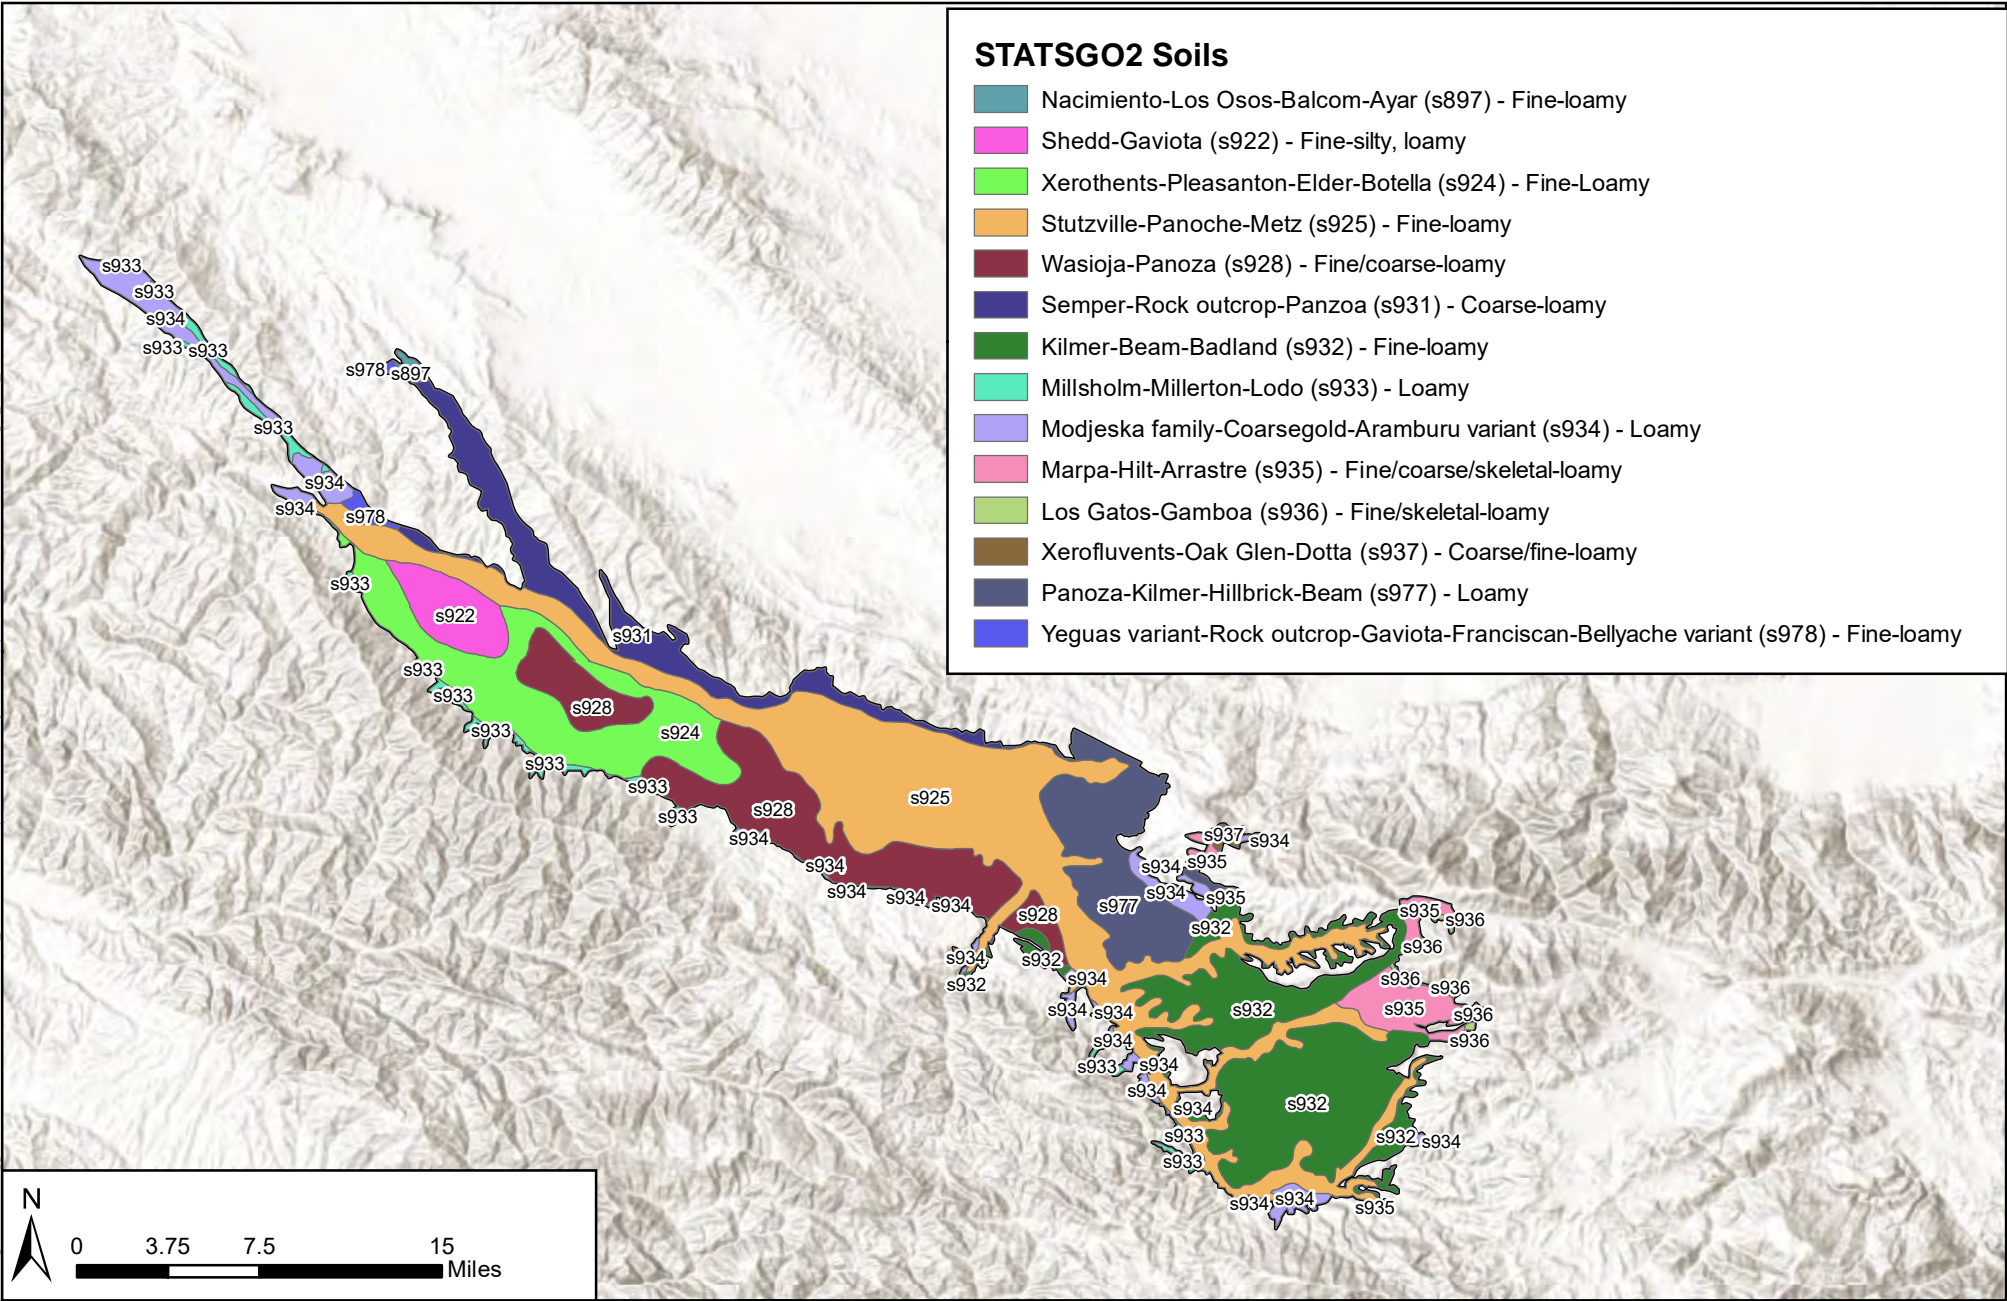 STATSGO2 Soils
Nacimiento-Los Osos-Balcom-Ayar (s897) - Fine-loamy
Shedd-Gaviota (s922) - Fine-silty, loamy
Xerothents-Pleasanton-Elder-Botella (s924) - Fine-Loamy
Stutzville-Panoche-Metz (s925) - Fine-loamy
Wasioja-Panoza (s928) - Fine/coarse-loamy
Semper-Rock outcrop-Panzoa (s931) - Coarse-loamy
Kilmer-Beam-Badland (s932) - Fine-loamy
Millsholm-Millerton-Lodo (s933) - Loamy
Modjeska family-Coarsegold-Aramburu variant (s934) - Loamy
Marpa-Hilt-Arrastre (s935) - Fine/coarse/skeletal-loamy
Los Gatos-Gamboa (s936) - Fine/skeletal-loamy
Xerofluvents-Oak Glen-Dotta (s937) - Coarse/fine-loamy
Panoza-Kilmer-Hillbrick-Beam (s977) - Loamy
Yeguas variant-Rock outcrop-Gaviota-Franciscan-Bellyache variant (s978) - Fine-loamy
s933
s933
s934
s933 s933
s978 s897
s933
s934
s934
s978
s933
s922
s931
s933
s933
s928
s933
s924
s933
s933
s925
s928
s933
s934
s937
s934
s935
s934
s934
s934
s934
s934
s934
s935
s977
s928
s935
s936
s932
s936
s934
s932
s932
s934
s936
s936
s934
s934
s932
s935
s936
s934
s936
s933
s934
s934
s934
s932
s933
s932
s934
s933
s934
s934
s935
N
0 3.75 7.5 15
Miles